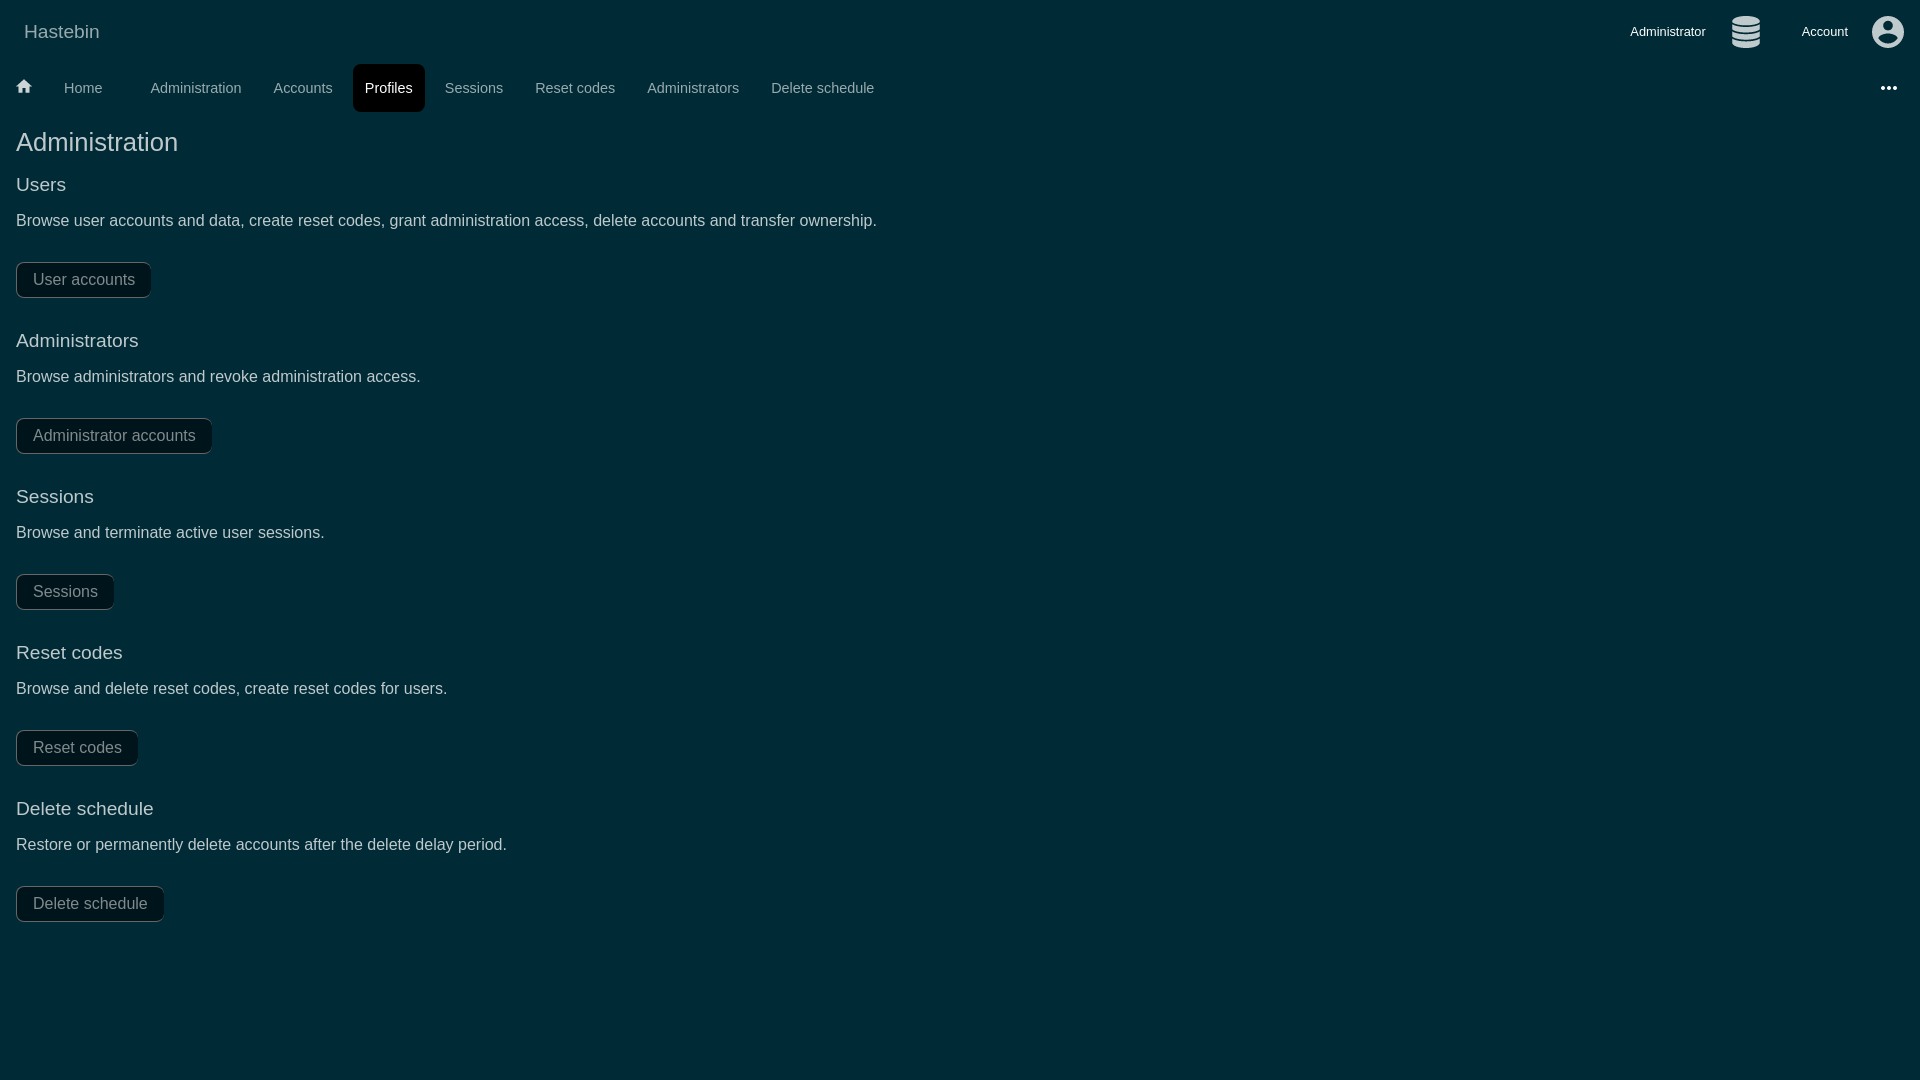 Hastebin
Administrator
Account
Home
Administration
Accounts
Profiles
Sessions
Reset codes
Administrators
Delete schedule
Administration
Users
Browse user accounts and data, create reset codes, grant administration access, delete accounts and transfer ownership.
User accounts
Administrators
Browse administrators and revoke administration access.
Administrator accounts
Sessions
Browse and terminate active user sessions.
Sessions
Reset codes
Browse and delete reset codes, create reset codes for users.
Reset codes
Delete schedule
Restore or permanently delete accounts after the delete delay period.
Delete schedule